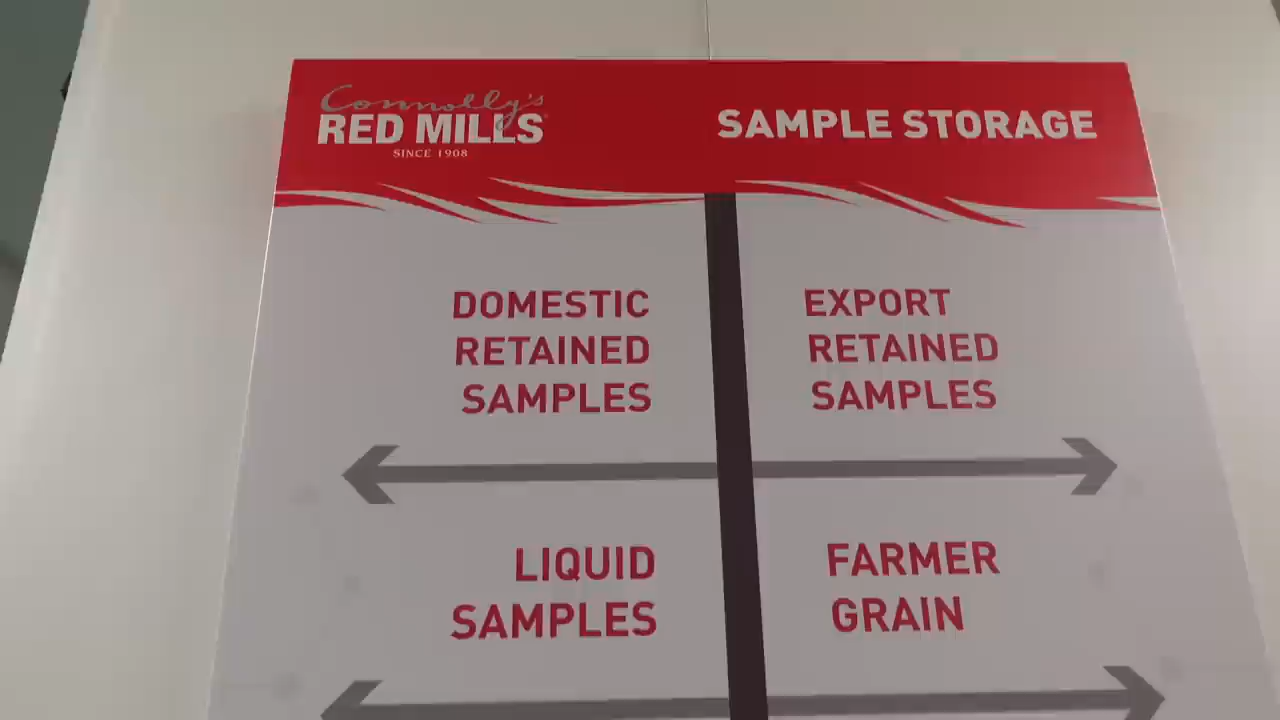 Connolly's
RED MILLS
SINCE 1908
SAMPLE STORAGE
DOMESTIC
RETAINED
SAMPLES
EXPORT
RETAINED
SAMPLES
LIQUID
SAMPLES
FARMER
GRAIN